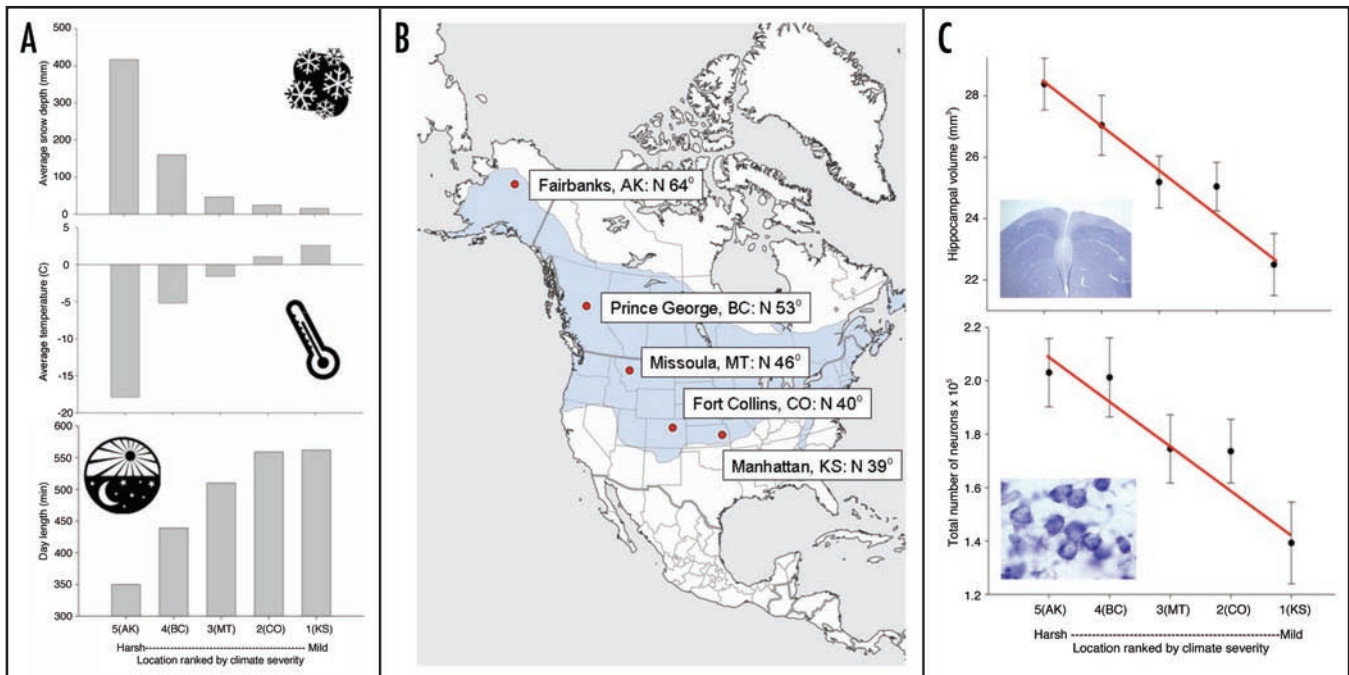 A
Average snow depth (mm)
500
400
300
200
100
0
Average temperature (C)
5
0
-5
-10
-15
-20
Day length (min)
600
550
500
450
400
350
300
5(AK) 4(BC) 3(MT) 2(CO) 1(KS)
Harsh------------------------------------Mild
Location ranked by climate severity
B
Fairbanks, AK: N 64°
Prince George, BC: N 53°
Missoula, MT: N 46°
Fort Collins, CO: N 40°
Manhattan, KS: N 39°
C
Hippocampal volume (mm³)
28
26
24
22
Total number of neurons x 10⁵
2.2
2.0
1.8
1.6
1.4
1.2
5(AK) 4(BC) 3(MT) 2(CO) 1(KS)
Harsh ------------------------------------Mild
Location ranked by climate severity